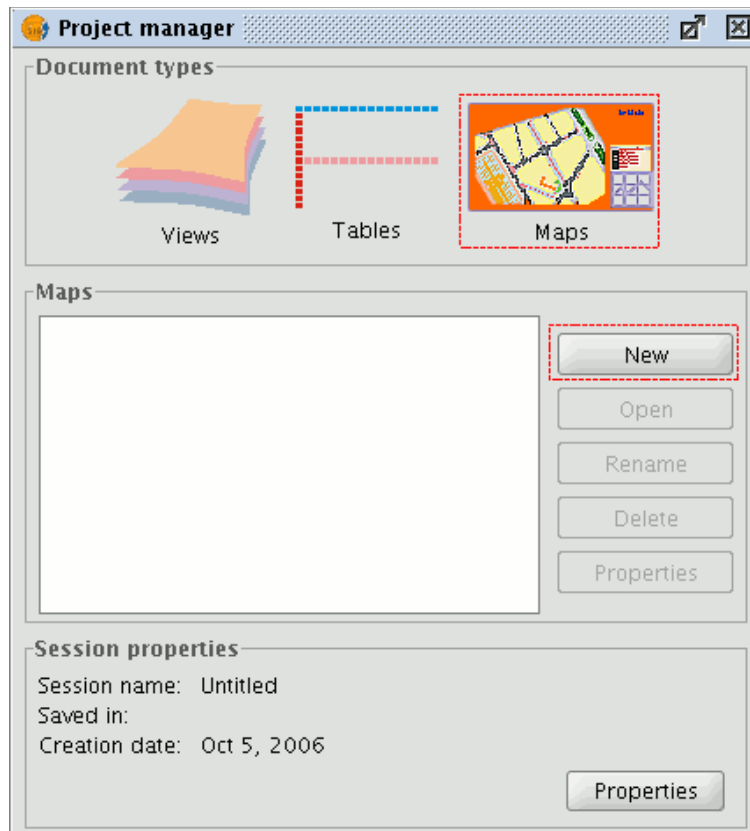 Project manager
Document types
Views
Tables
Maps
Maps
New
Open
Rename
Delete
Properties
Session properties
Session name: Untitled
Saved in:
Creation date: Oct 5, 2006
Properties